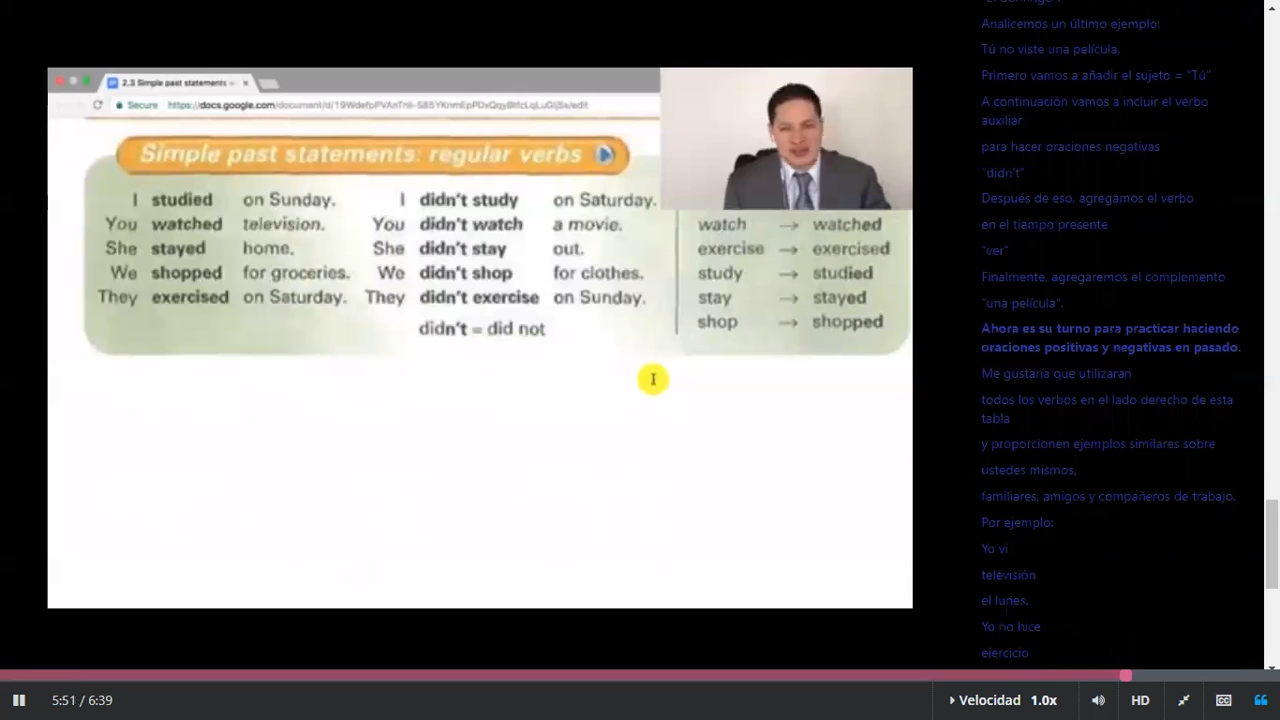 2.3 Simple past statements
Secure https://docs.google.com/document/d/
Simple past statements: regular verbs
I studied on Sunday. I didn't study on Saturday.
You watched television. You didn't watch a movie. watch → watched
She stayed home. She didn't stay out. exercise → exercised
We shopped for groceries. We didn't shop for clothes. study → studied
They exercised on Saturday. They didn't exercise on Sunday. stay → stayed
didn't = did not shop → shopped
Analicemos un último ejemplo:
Tú no viste una película.
Primero vamos a añadir el sujeto = "Tú"
A continuación vamos a incluir el verbo
auxiliar
para hacer oraciones negativas
"didn't"
Después de eso, agregamos el verbo
en el tiempo presente
"ver"
Finalmente, agregaremos el complemento
"una película".
Ahora es su turno para practicar haciendo
oraciones positivas y negativas en pasado.
Me gustaría que utilizaran
todos los verbos en el lado derecho de esta
tabla
y proporcionen ejemplos similares sobre
ustedes mismos,
familiares, amigos y compañeros de trabajo.
Por ejemplo:
Yo vi
televisión
el lunes.
Yo no hice
ejercicio
5:51 / 6:39
Velocidad 1.0x
HD
CC